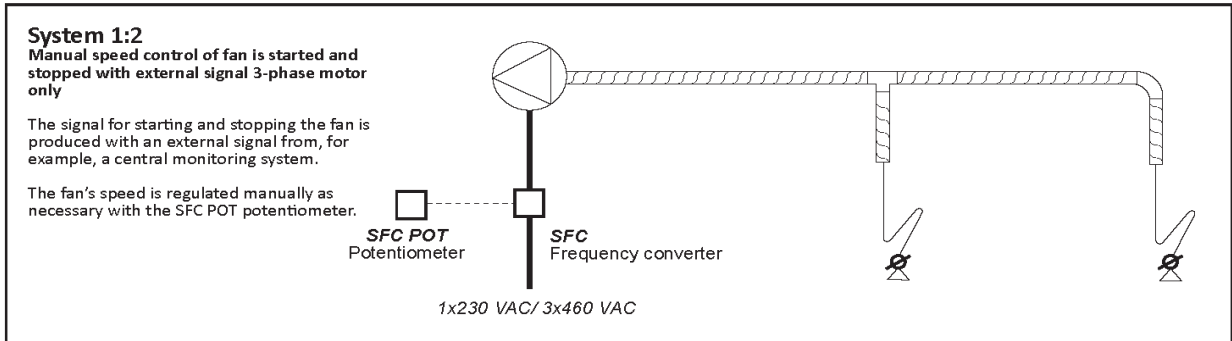 System 1:2
Manual speed control of fan is started and
stopped with external signal 3-phase motor
only
The signal for starting and stopping the fan is
produced with an external signal from, for
example, a central monitoring system.
The fan's speed is regulated manually as
necessary with the SFC POT potentiometer.
SFC POT
Potentiometer
SFC
Frequency converter
1x230 VAC/ 3x460 VAC